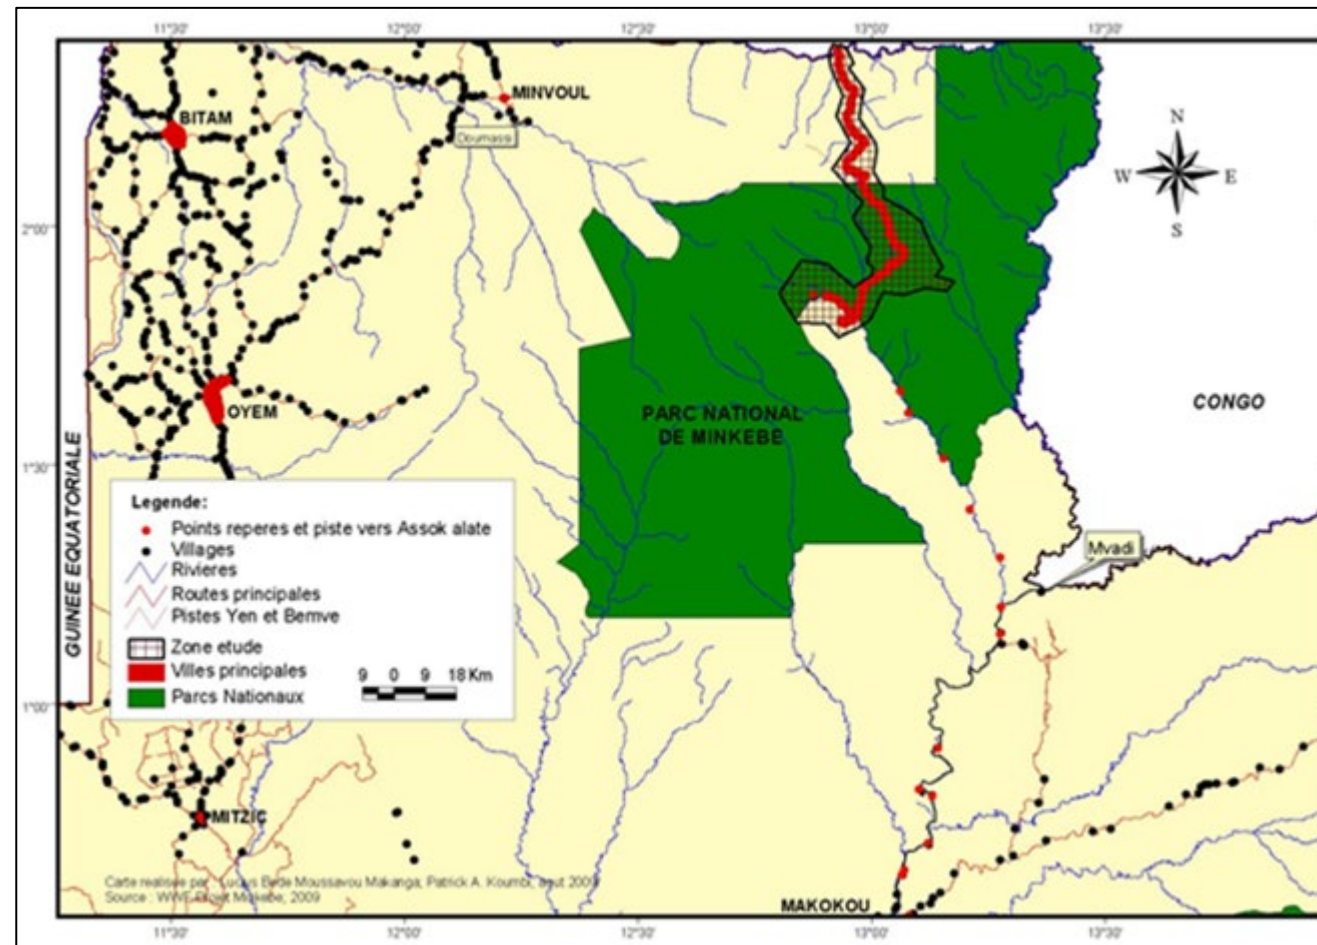 11°30'
12°00'
12°30'
13°00'
13°30'
MINVOUL
BITAM
Doumassi
N
W
E
S
2°00'
CONGO
OYEM
PARC NATIONAL
DE MINKEBE
1°30'
GUINEE EQUATORIALE
Legende:
Points reperes et piste vers Assok alate
Villages
Rivieres
Routes principales
Pistes Yen et Bemve
Zone etude
Villes principales
Parcs Nationaux
9 0 9 18 Km
Mvadi
1°00'
MITZIC
Carte realisee par : Lucius Bede Moussavou Makanga, Patrick A. Koumbi, aout 2009
Source : WWF Projet Minkebe, 2009
MAKOKOU
11°30'
12°00'
12°30'
13°00'
13°30'